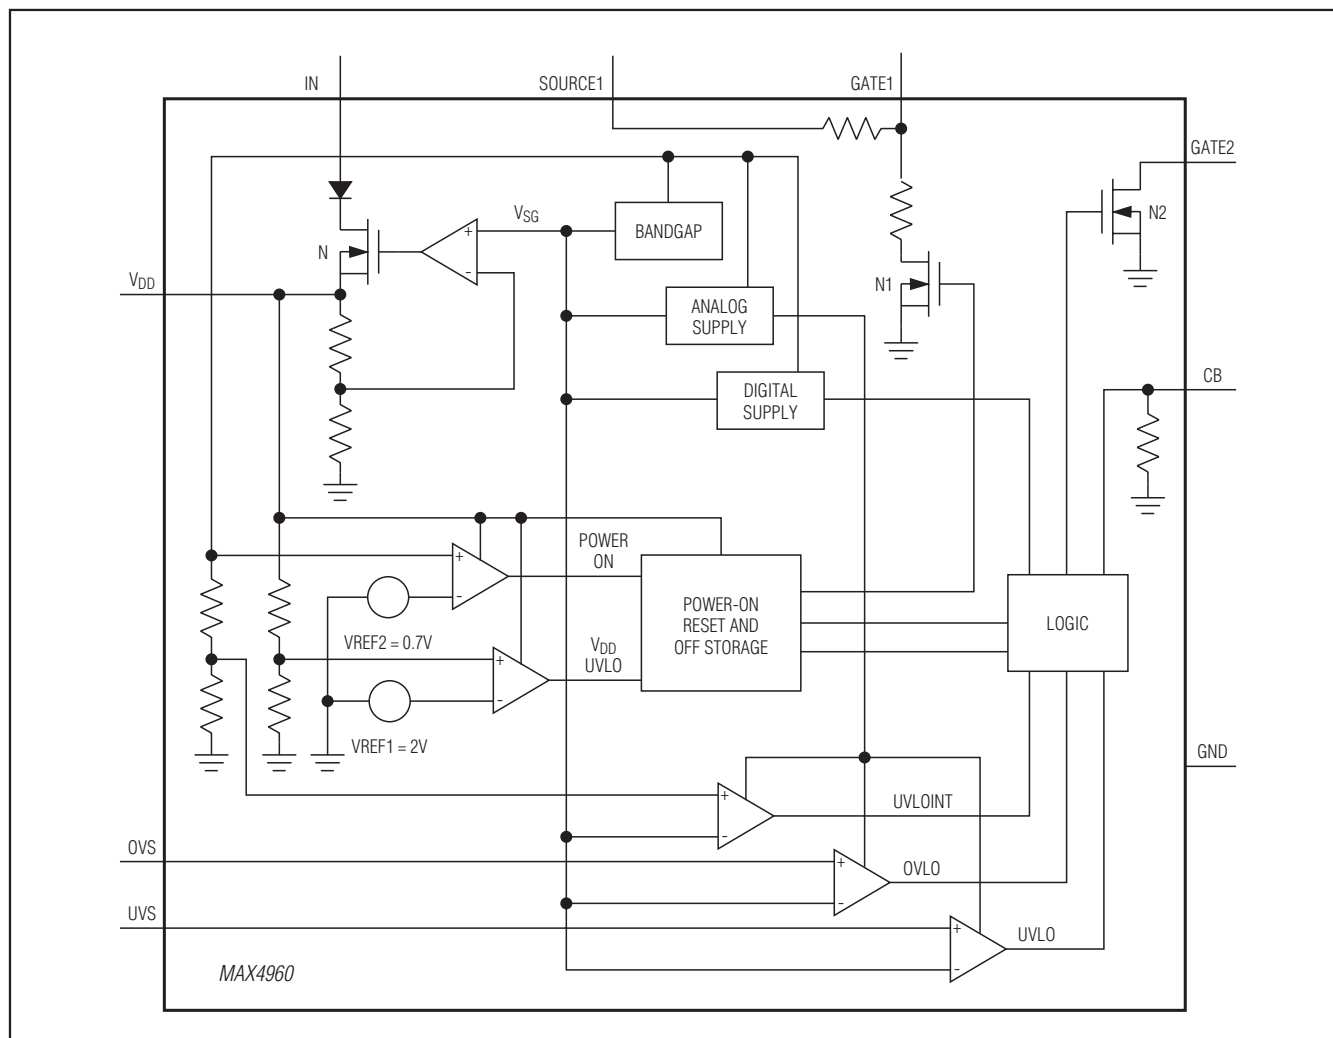 IN
SOURCE1
GATE1
GATE2
VSG
+
-
BANDGAP
N
N2
VDD
N1
ANALOG
SUPPLY
CB
DIGITAL
SUPPLY
POWER
ON
+
-
POWER-ON
RESET AND
OFF STORAGE
LOGIC
VREF2 = 0.7V
VDD
UVLO
+
-
VREF1 = 2V
GND
+
-
UVLOINT
OVS
+
-
OVLO
UVS
+
-
UVLO
MAX4960